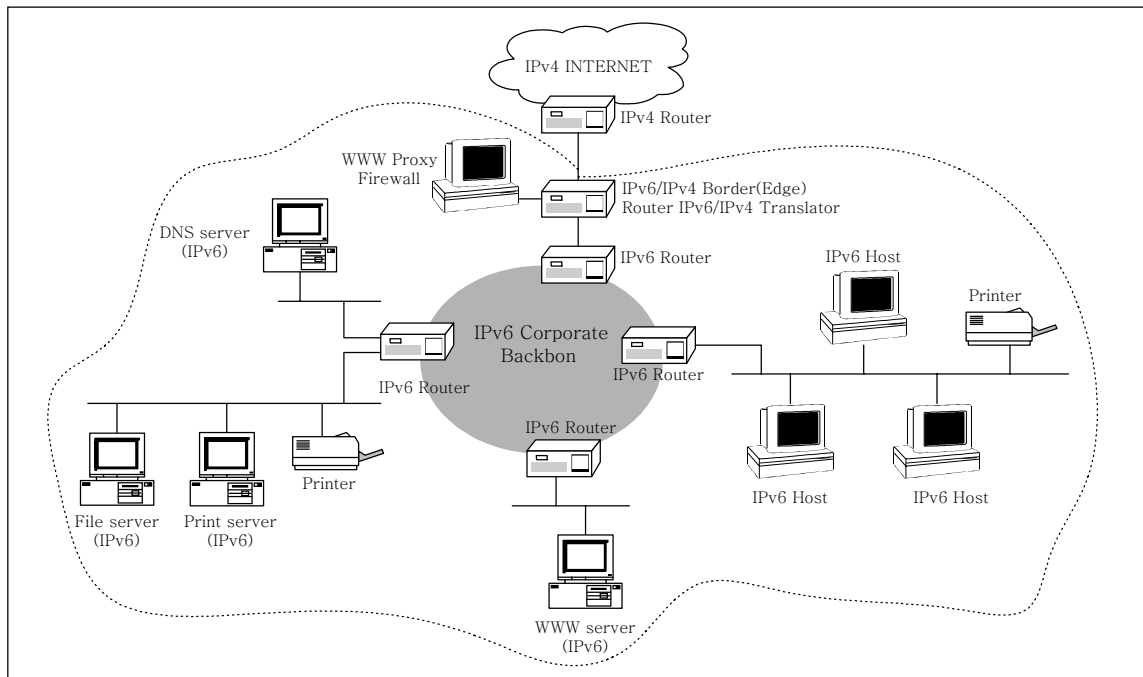 IPv4 INTERNET
IPv4 Router
WWW Proxy
Firewall
IPv6/IPv4 Border(Edge)
Router IPv6/IPv4 Translator
DNS server
(IPv6)
IPv6 Router
IPv6 Host
Printer
IPv6 Corporate
Backbon
IPv6 Router
IPv6 Router
IPv6 Router
Printer
IPv6 Host
IPv6 Host
File server
(IPv6)
Print server
(IPv6)
WWW server
(IPv6)